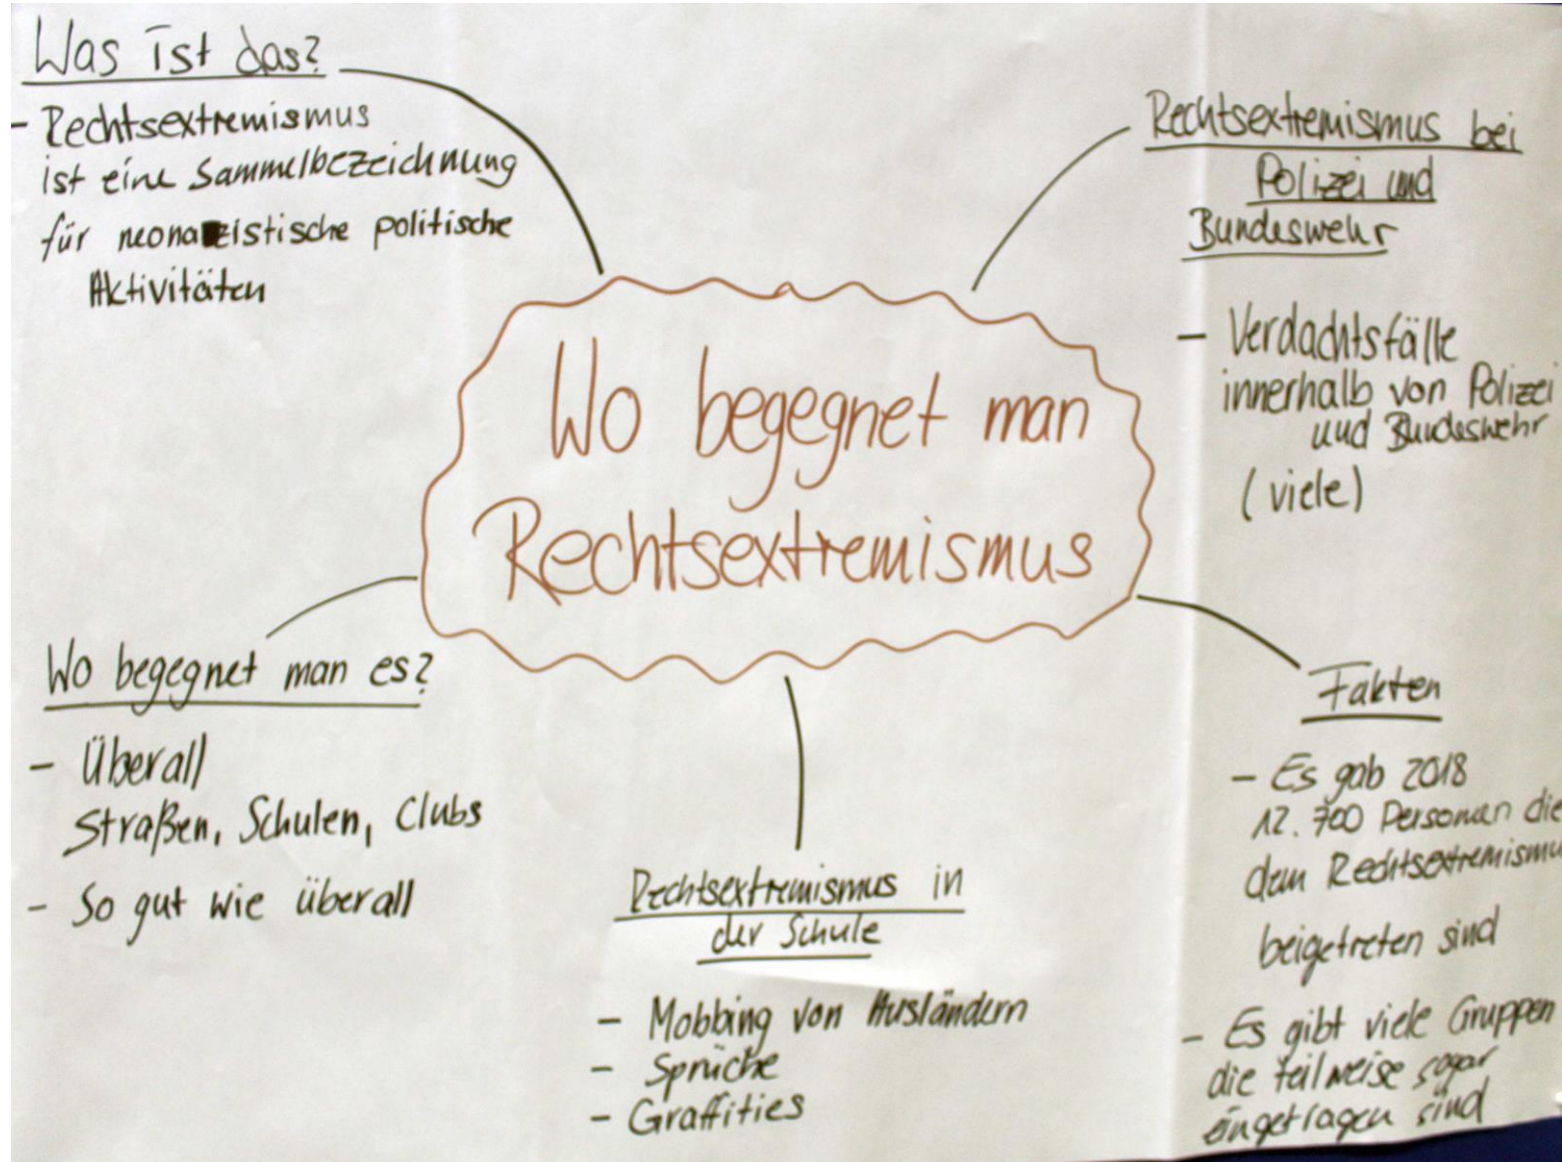 Was ist das?
- Rechtsextremismus
ist eine Sammelbezeichnung
für neonazistische politische
Aktivitäten
Rechtsextremismus bei
Polizei und
Bundeswehr
- Verdachtsfälle
innerhalb von Polizei
und Bundeswehr
(viele)
Wo begegnet man
Rechtsextremismus
Wo begegnet man es?
- Überall
Straßen, Schulen, Clubs
- So gut wie überall
Rechtsextremismus in
der Schule
- Mobbing von Ausländern
- Sprüche
- Graffities
Fakten
- Es gab 2018
12.700 Personen die
dem Rechtsextremismu
beigetreten sind
- Es gibt viele Gruppen
die teilweise sogar
eingetragen sind